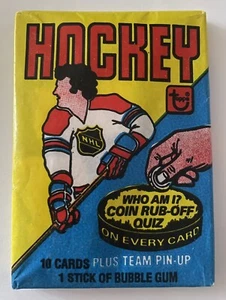 HOCKEY
NHL
WHO AM I?
COIN RUB-OFF
QUIZ
ON EVERY CARD
10 CARDS PLUS TEAM PIN-UP
1 STICK OF BUBBLE GUM